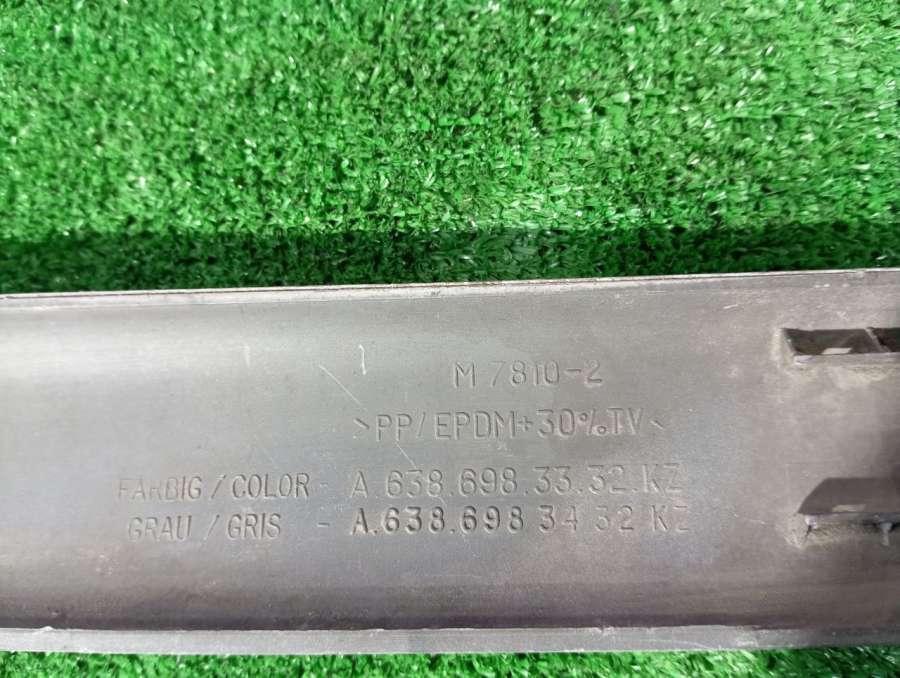 M 7810-2
>PP/EPDM+30%TV<
FARBIG/COLOR- A.638.698.33.32.KZ
GRAU/GRIS - A.638.698 34 32 KZ